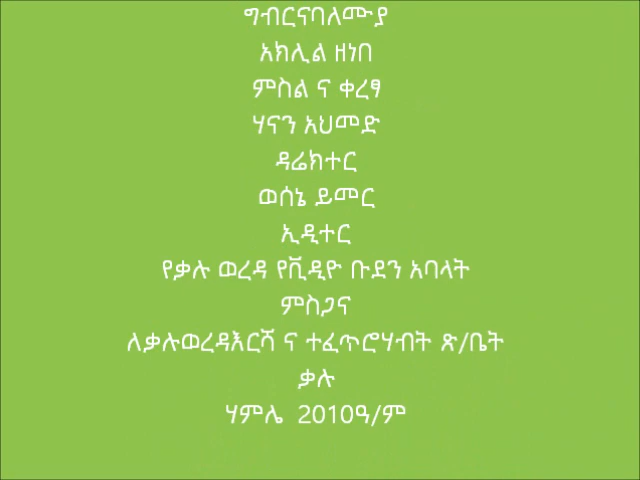 ግብርናባለሙያ
አክሊል ዘነበ
ምስል ና ቀረፃ
ሃናን አህመድ
ዳሬክተር
ወሰኔ ይመር
ኢዲተር
የቃሉ ወረዳ የቪዲዮ ቡደን አባላት
ምስጋና
ለቃሉወረዳእርሻ ና ተፈጥሮሃብት ጽ/ቤት
ቃሉ
ሃምሌ 2010ዓ/ም